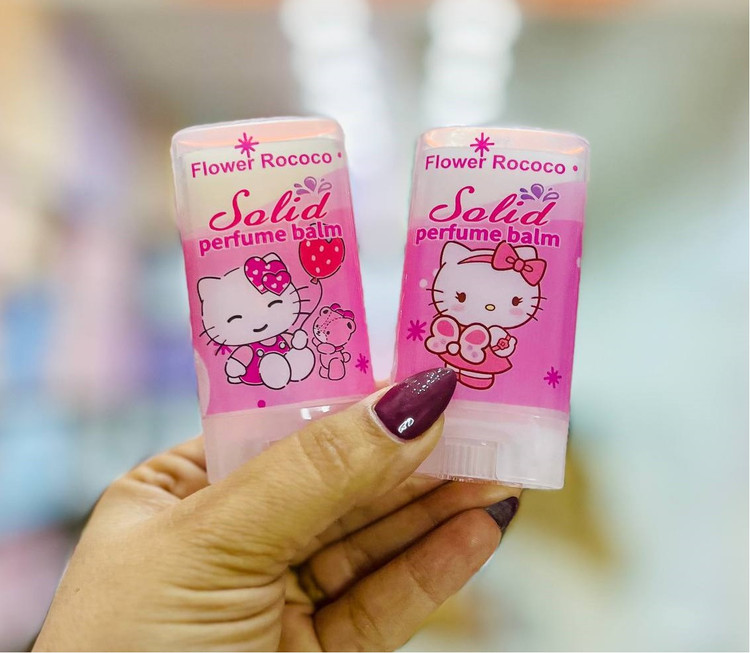 Flower Rococo
Solid
perfume balm
Flower Rococo
Solid
perfume balm